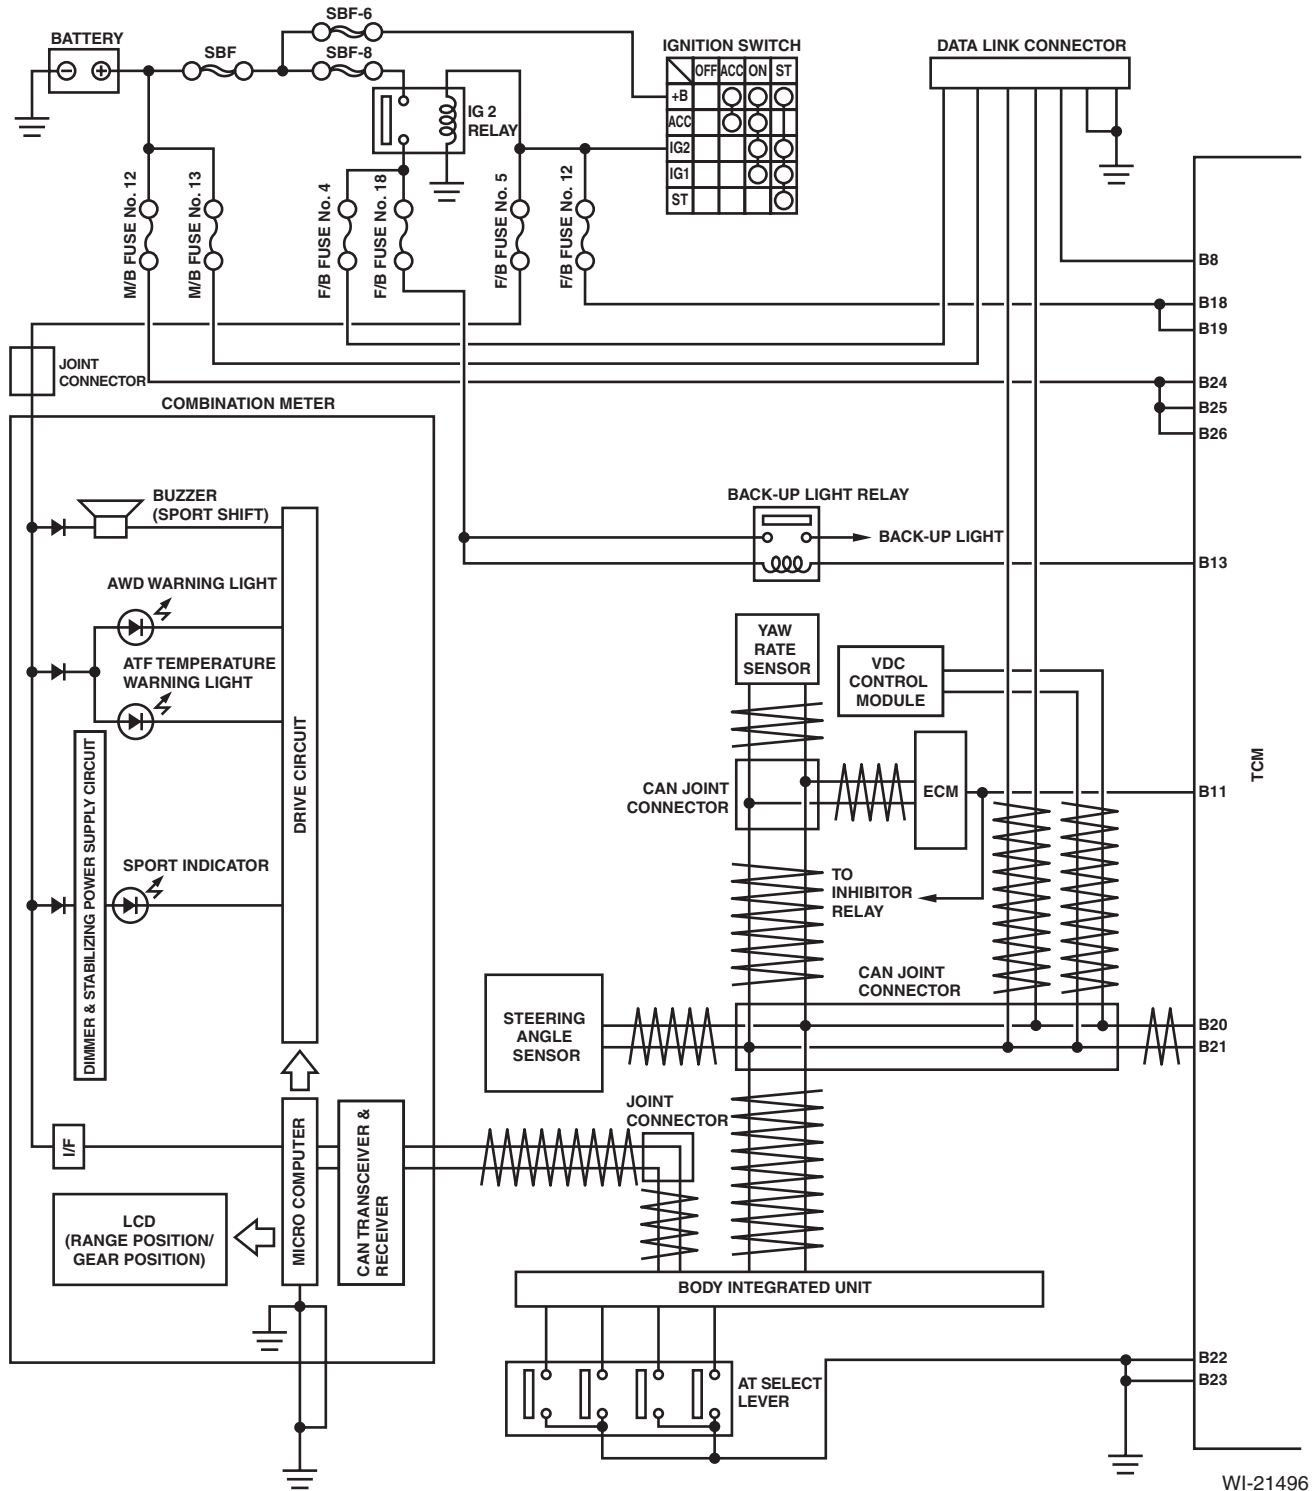 SBF-6
BATTERY
SBF
SBF-8
IGNITION SWITCH
DATA LINK CONNECTOR
OFF
ACC
ON
ST
+B
ACC
IG2
IG1
ST
IG 2
RELAY
M/B FUSE No. 12
M/B FUSE No. 13
F/B FUSE No. 4
F/B FUSE No. 18
F/B FUSE No. 5
F/B FUSE No. 12
B8
B18
B19
B24
B25
B26
JOINT
CONNECTOR
COMBINATION METER
BUZZER
(SPORT SHIFT)
BACK-UP LIGHT RELAY
BACK-UP LIGHT
B13
AWD WARNING LIGHT
ATF TEMPERATURE
WARNING LIGHT
DRIVE CIRCUIT
DIMMER & STABILIZING POWER SUPPLY CIRCUIT
SPORT INDICATOR
YAW
RATE
SENSOR
VDC
CONTROL
MODULE
CAN JOINT
CONNECTOR
ECM
B11
TCM
TO
INHIBITOR
RELAY
CAN JOINT
CONNECTOR
STEERING
ANGLE
SENSOR
B20
B21
JOINT
CONNECTOR
I/F
MICRO COMPUTER
CAN TRANSCEIVER &
RECEIVER
LCD
(RANGE POSITION/
GEAR POSITION)
BODY INTEGRATED UNIT
AT SELECT
LEVER
B22
B23
WI-21496